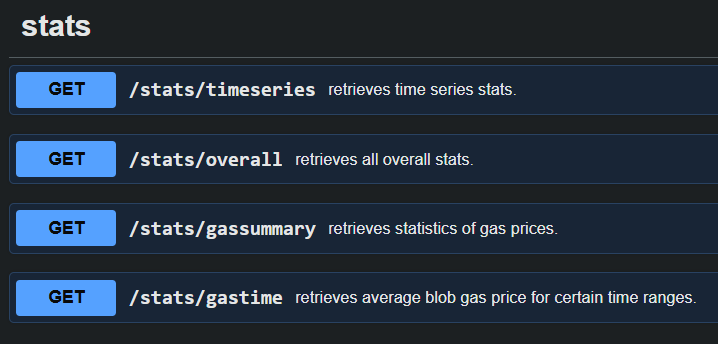 stats
GET /stats/timeseries retrieves time series stats.
GET /stats/overall retrieves all overall stats.
GET /stats/gassummary retrieves statistics of gas prices.
GET /stats/gastime retrieves average blob gas price for certain time ranges.